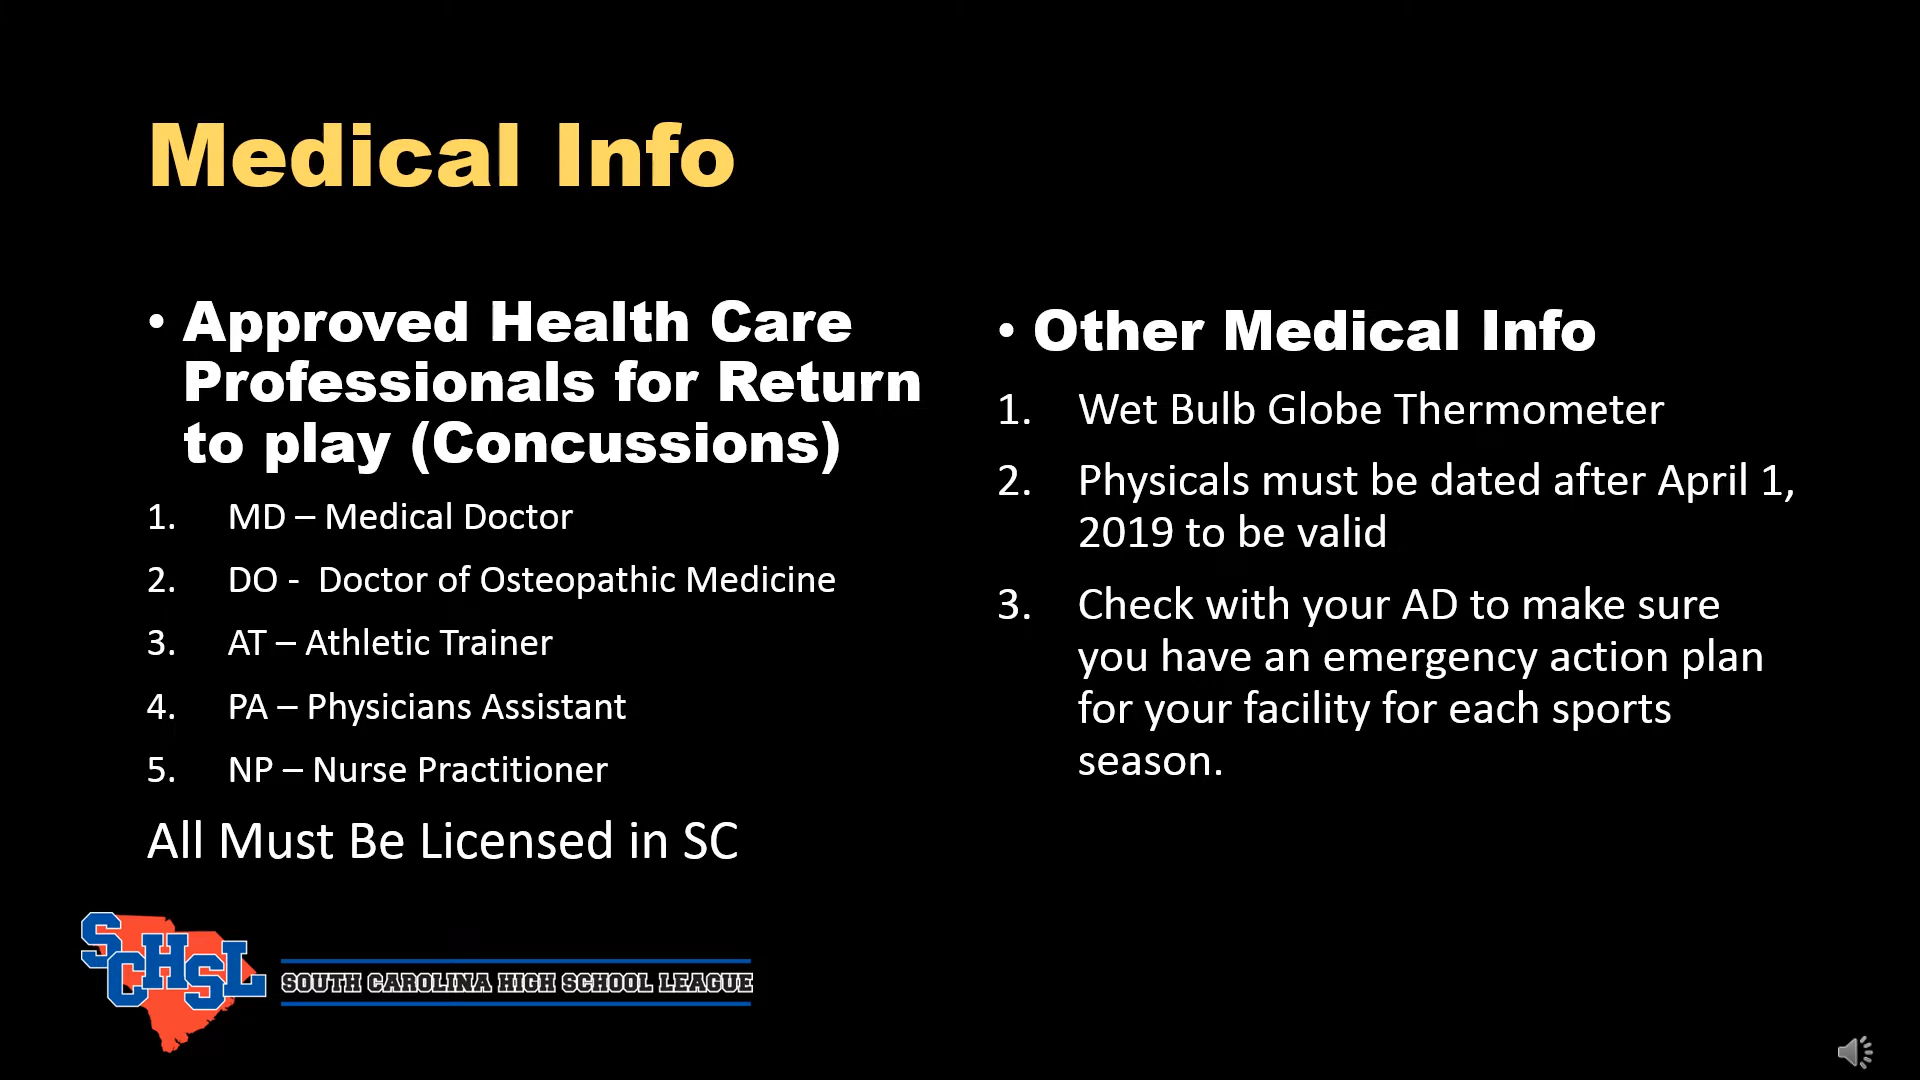 Medical Info
• Approved Health Care
Professionals for Return
to play (Concussions)
1. MD – Medical Doctor
2. DO - Doctor of Osteopathic Medicine
3. AT – Athletic Trainer
4. PA – Physicians Assistant
5. NP – Nurse Practitioner
All Must Be Licensed in SC
• Other Medical Info
1. Wet Bulb Globe Thermometer
2. Physicals must be dated after April 1,
2019 to be valid
3. Check with your AD to make sure
you have an emergency action plan
for your facility for each sports
season.
SCHSL
SOUTH CAROLINA HIGH SCHOOL LEAGUE